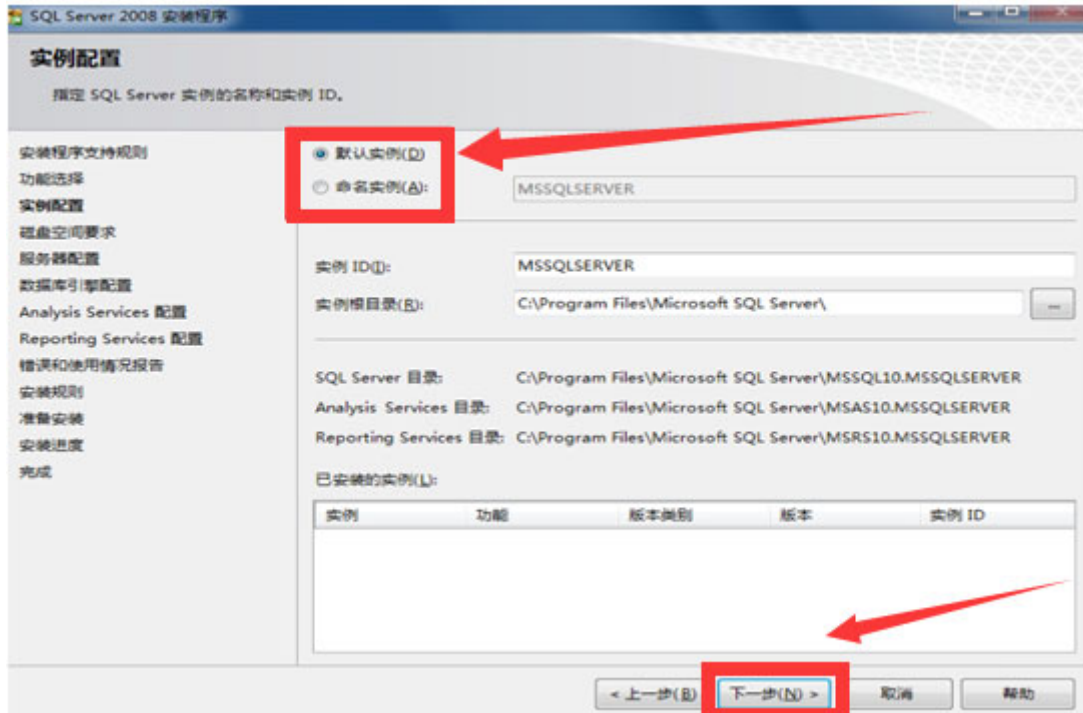 SQL Server 2008 安装程序
实例配置
指定 SQL Server 实例的名称和实例 ID。
安装程序支持规则
功能选择
实例配置
磁盘空间要求
服务器配置
数据库引擎配置
Analysis Services 配置
Reporting Services 配置
错误和使用情况报告
安装规则
准备安装
安装进度
完成
默认实例(D)
命名实例(A): MSSQLSERVER
实例 ID(I): MSSQLSERVER
实例根目录(R): C:\Program Files\Microsoft SQL Server\ ...
SQL Server 目录: C:\Program Files\Microsoft SQL Server\MSSQL10.MSSQLSERVER
Analysis Services 目录: C:\Program Files\Microsoft SQL Server\MSAS10.MSSQLSERVER
Reporting Services 目录: C:\Program Files\Microsoft SQL Server\MSRS10.MSSQLSERVER
已安装的实例(L):
实例 功能 版本类别 版本 实例 ID
< 上一步(B) 下一步(N) > 取消 帮助